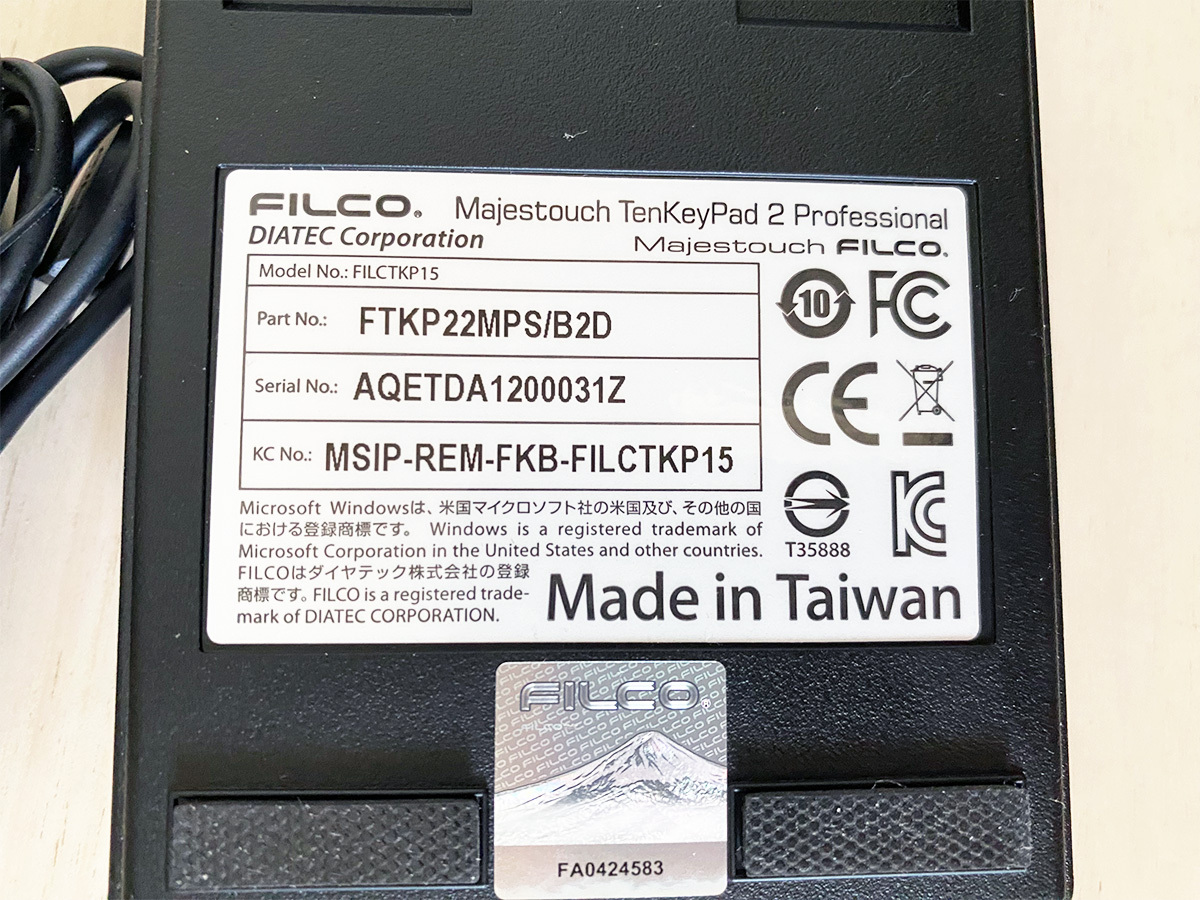 FILCO® Majestouch TenKeyPad 2 Professional
DIATEC Corporation Majestouch FILCO®
Model No.: FILCTKP15
Part No.: FTKP22MPS/B2D
Serial No.: AQETDA1200031Z
KC No.: MSIP-REM-FKB-FILCTKP15
10 FC
CE
T35888 KC
Microsoft Windowsは、米国マイクロソフト社の米国及び、その他の国
における登録商標です。 Windows is a registered trademark of
Microsoft Corporation in the United States and other countries.
FILCOはダイヤテック株式会社の登録
商標です。FILCO is a registered trade-
mark of DIATEC CORPORATION.
Made in Taiwan
FILCO®
FA0424583